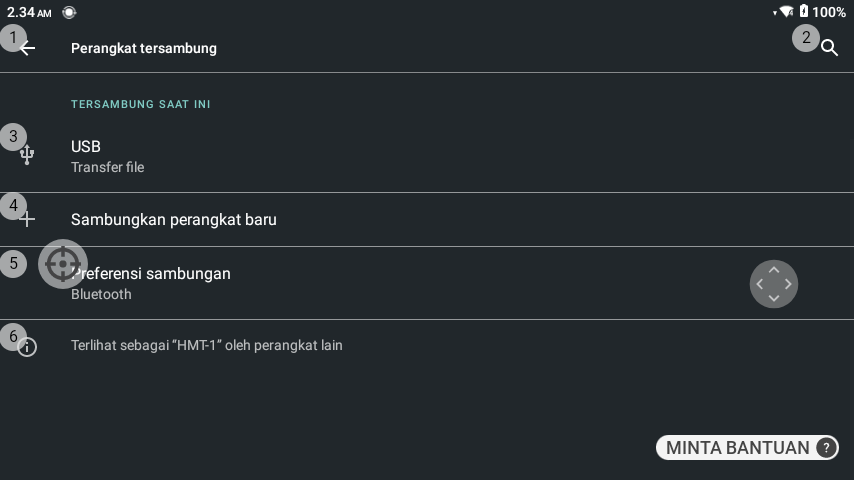 2.34 AM
100%
1
Perangkat tersambung
2
TERSAMBUNG SAAT INI
3
USB
Transfer file
4
Sambungkan perangkat baru
5
Preferensi sambungan
Bluetooth
6
Terlihat sebagai “HMT-1” oleh perangkat lain
MINTA BANTUAN ?